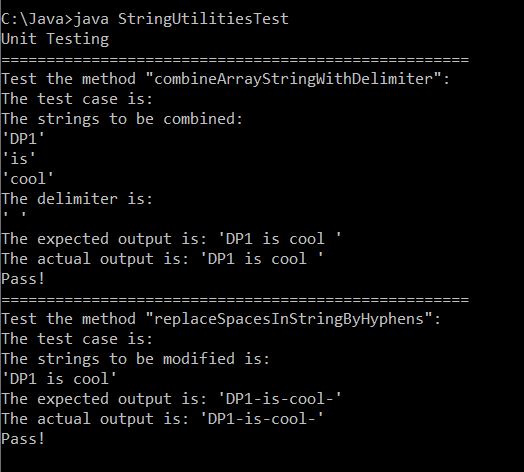 C:\Java>java StringUtilitiesTest
Unit Testing
====================================================
Test the method "combineArrayStringWithDelimiter":
The test case is:
The strings to be combined:
'DP1'
'is'
'cool'
The delimiter is:
' '
The expected output is: 'DP1 is cool '
The actual output is: 'DP1 is cool '
Pass!
====================================================
Test the method "replaceSpacesInStringByHyphens":
The test case is:
The strings to be modified is:
'DP1 is cool'
The expected output is: 'DP1-is-cool-'
The actual output is: 'DP1-is-cool-'
Pass!